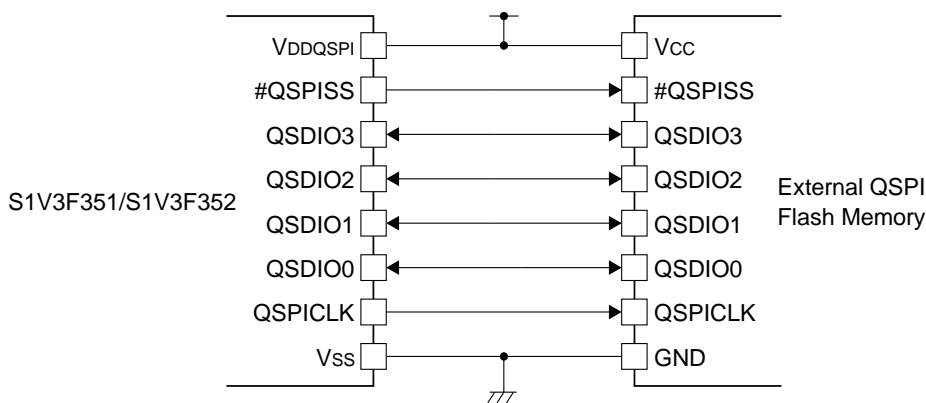 VDDQSPI
VCC
#QSPISS
#QSPISS
QSDIO3
QSDIO3
QSDIO2
QSDIO2
S1V3F351/S1V3F352
External QSPI
Flash Memory
QSDIO1
QSDIO1
QSDIO0
QSDIO0
QSPICLK
QSPICLK
VSS
GND